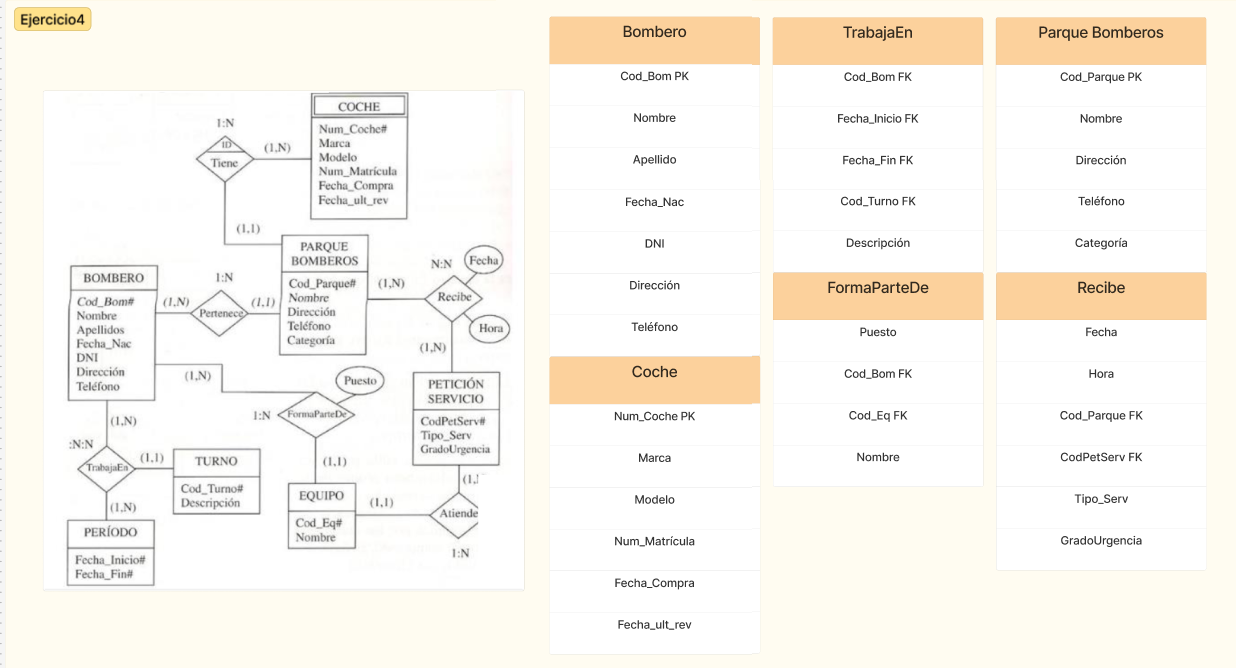 Ejercicio4
COCHE
Num_Coche#
Marca
Modelo
Num_Matrícula
Fecha_Compra
Fecha_ult_rev
1:N
ID
Tiene
(1,N)
(1,1)
PARQUE
BOMBEROS
Cod_Parque#
Nombre
Dirección
Teléfono
Categoría
N:N
Fecha
(1,N)
Recibe
Hora
(1,N)
BOMBERO
Cod_Bom#
Nombre
Apellidos
Fecha_Nac
DNI
Dirección
Teléfono
1:N
(1,N)
Pertenece
(1,1)
(1,N)
Puesto
1:N
FormaParteDe
(1,1)
PETICIÓN
SERVICIO
CodPetServ#
Tipo_Serv
GradoUrgencia
(1,N)
:N:N
TrabajaEn
(1,1)
TURNO
Cod_Turno#
Descripción
(1,N)
PERÍODO
Fecha_Inicio#
Fecha_Fin#
EQUIPO
Cod_Eq#
Nombre
(1,1)
(1,
Atiende
1:N
Bombero
Cod_Bom PK
Nombre
Apellido
Fecha_Nac
DNI
Dirección
Teléfono
Coche
Num_Coche PK
Marca
Modelo
Num_Matrícula
Fecha_Compra
Fecha_ult_rev
TrabajaEn
Cod_Bom FK
Fecha_Inicio FK
Fecha_Fin FK
Cod_Turno FK
Descripción
FormaParteDe
Puesto
Cod_Bom FK
Cod_Eq FK
Nombre
Parque Bomberos
Cod_Parque PK
Nombre
Dirección
Teléfono
Categoría
Recibe
Fecha
Hora
Cod_Parque FK
CodPetServ FK
Tipo_Serv
GradoUrgencia